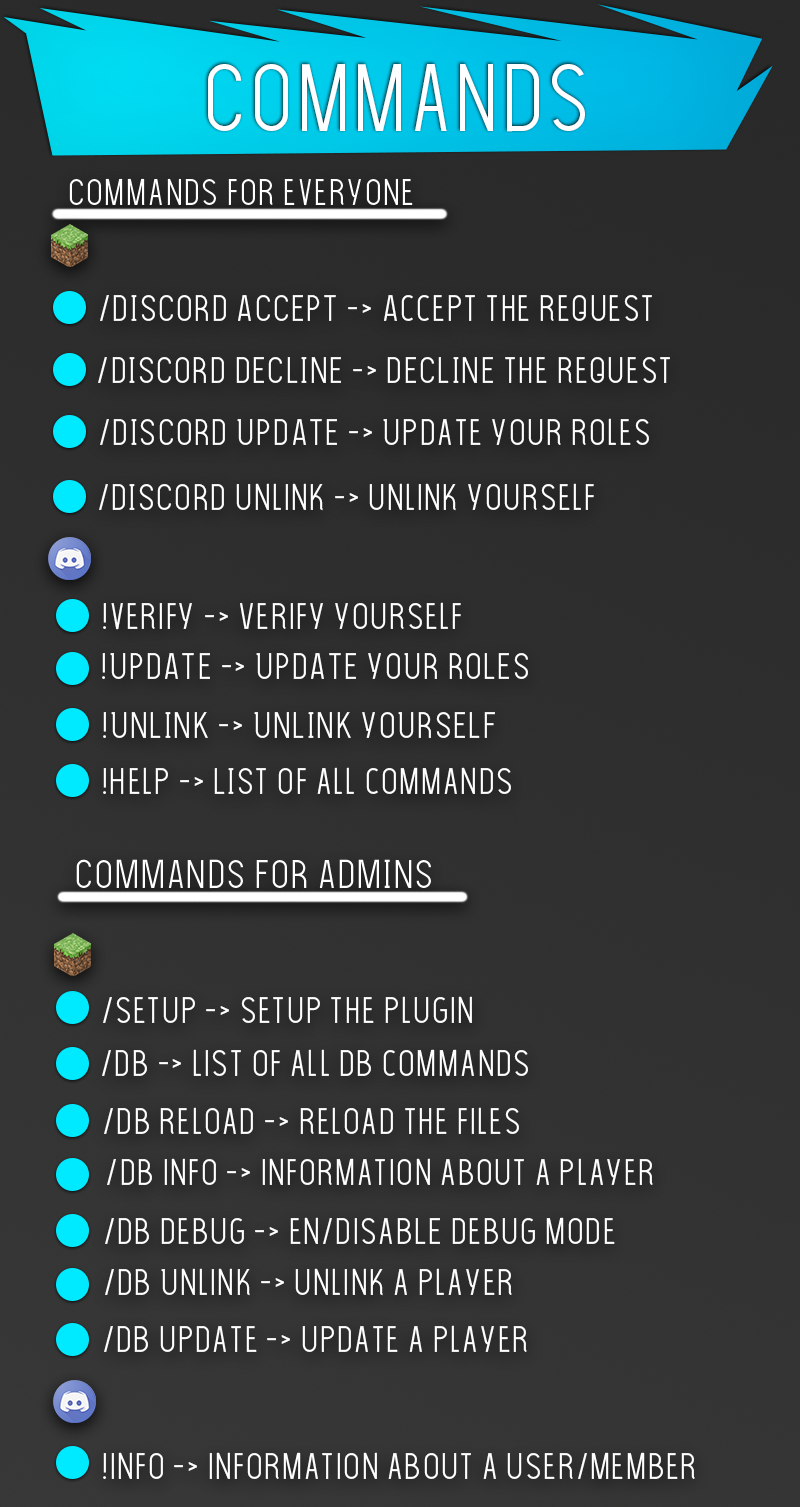 COMMANDS
COMMANDS FOR EVERYONE
/DISCORD ACCEPT -> ACCEPT THE REQUEST
/DISCORD DECLINE -> DECLINE THE REQUEST
/DISCORD UPDATE -> UPDATE YOUR ROLES
/DISCORD UNLINK -> UNLINK YOURSELF
!VERIFY -> VERIFY YOURSELF
!UPDATE -> UPDATE YOUR ROLES
!UNLINK -> UNLINK YOURSELF
!HELP -> LIST OF ALL COMMANDS
COMMANDS FOR ADMINS
/SETUP -> SETUP THE PLUGIN
/DB -> LIST OF ALL DB COMMANDS
/DB RELOAD -> RELOAD THE FILES
/DB INFO -> INFORMATION ABOUT A PLAYER
/DB DEBUG -> EN/DISABLE DEBUG MODE
/DB UNLINK -> UNLINK A PLAYER
/DB UPDATE -> UPDATE A PLAYER
!INFO -> INFORMATION ABOUT A USER/MEMBER